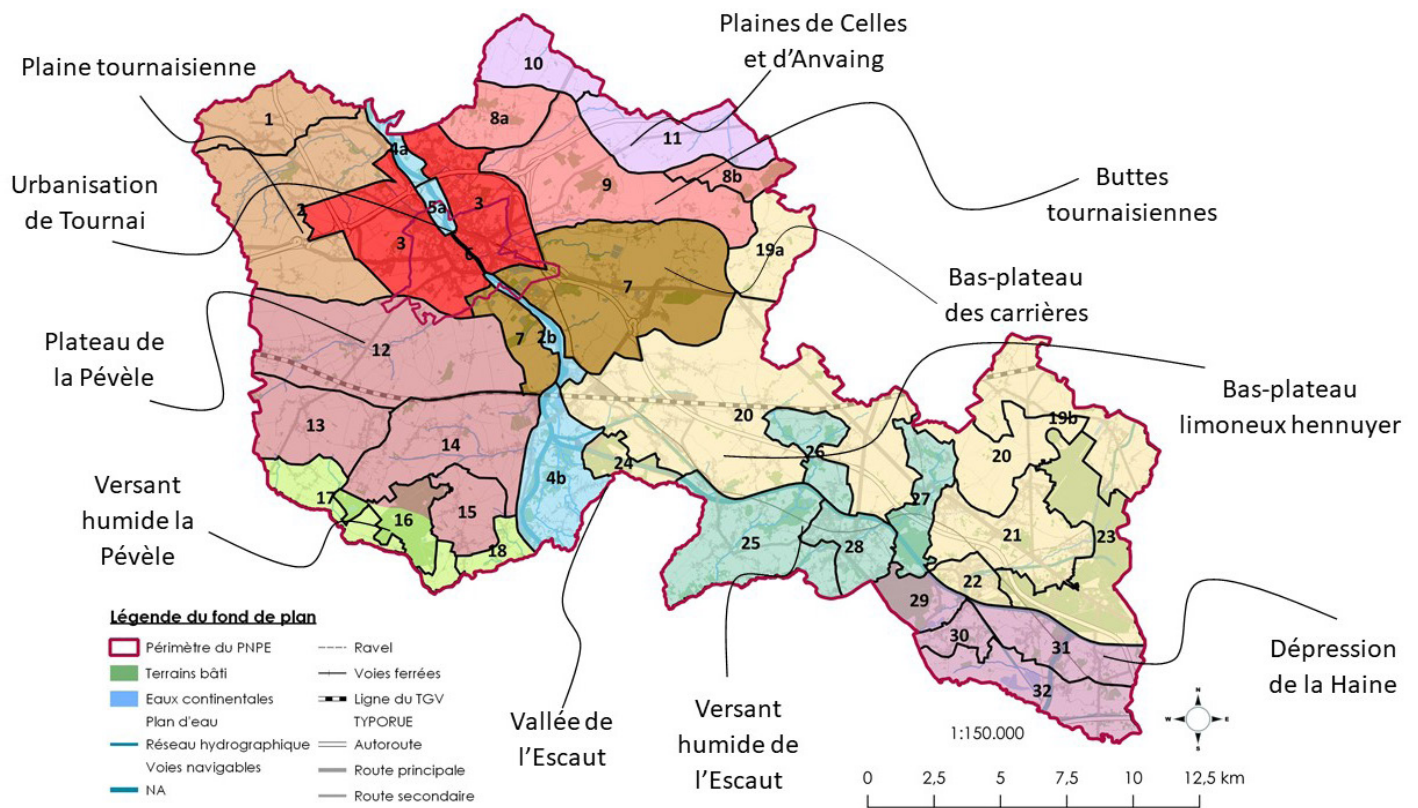 Plaines de Celles
et d'Anvaing
Plaine tournaisienne
Urbanisation
de Tournai
Buttes
tournaisiennes
Bas-plateau
des carrières
Plateau de
la Pévèle
Bas-plateau
limoneux hennuyer
Versant
humide la
Pévèle
Vallée de
l'Escaut
Versant
humide de
l'Escaut
Dépression
de la Haine
10
1
8a
11
4a
9
8b
2
5a
3
3
6
19a
7
7
2b
12
20
13
14
19b
20
26
24
4b
27
17
16
15
18
21
23
25
28
22
29
30
31
32
Légende du fond de plan
Périmètre du PNPE
Terrains bâti
Eaux continentales
Plan d'eau
Réseau hydrographique
Voies navigables
NA
Ravel
Voies ferrées
Ligne du TGV
TYPORUE
Autoroute
Route principale
Route secondaire
1:150.000
N
W
E
S
0 2,5 5 7,5 10 12,5 km